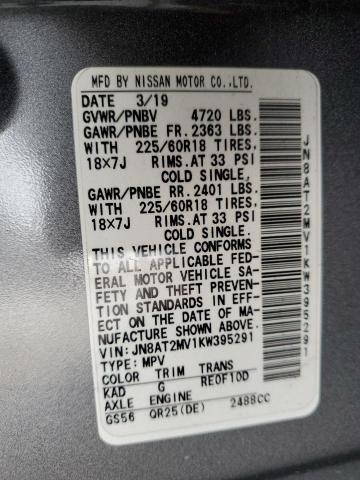 MFD BY NISSAN MOTOR CO.,LTD.
DATE 3/19
GVWR/PNBV 4720 LBS.
GAWR/PNBE FR. 2363 LBS.
WITH 225/60R18 TIRES,
18×7J RIMS, AT 33 PSI
COLD SINGLE,
GAWR/PNBE RR. 2401 LBS.
WITH 225/60R18 TIRES,
18×7J RIMS, AT 33 PSI
COLD SINGLE.
THIS VEHICLE CONFORMS
TO ALL APPLICABLE FED-
ERAL MOTOR VEHICLE SA-
FETY AND THEFT PREVEN-
TION STANDARDS IN EFF-
ECT ON THE DATE OF MA-
NUFACTURE SHOWN ABOVE.
VIN: JN8AT2MV1KW395291
TYPE: MPV
COLOR TRIM TRANS
KAD G RE0F10D
AXLE ENGINE
GS56 QR25(DE) 2488CC
JN8AT2MV1KW395291